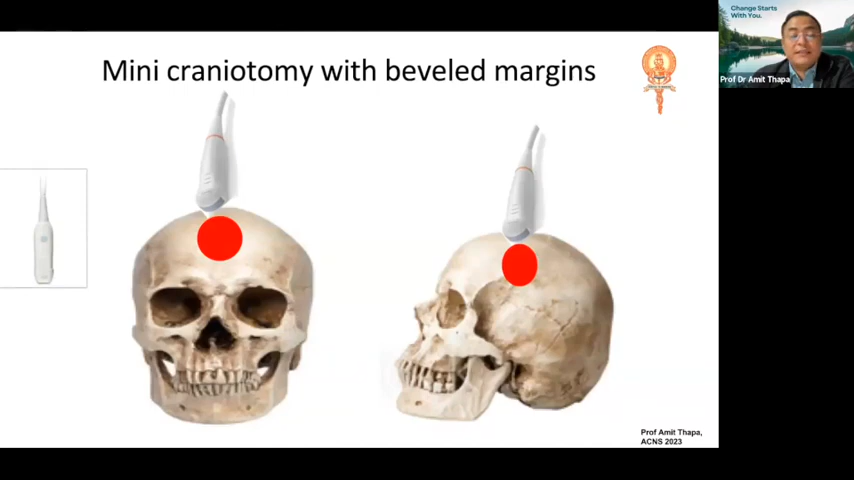 Mini craniotomy with beveled margins
Change Starts
With You.
Prof Dr Amit Thapa
Prof Amit Thapa,
ACNS 2023